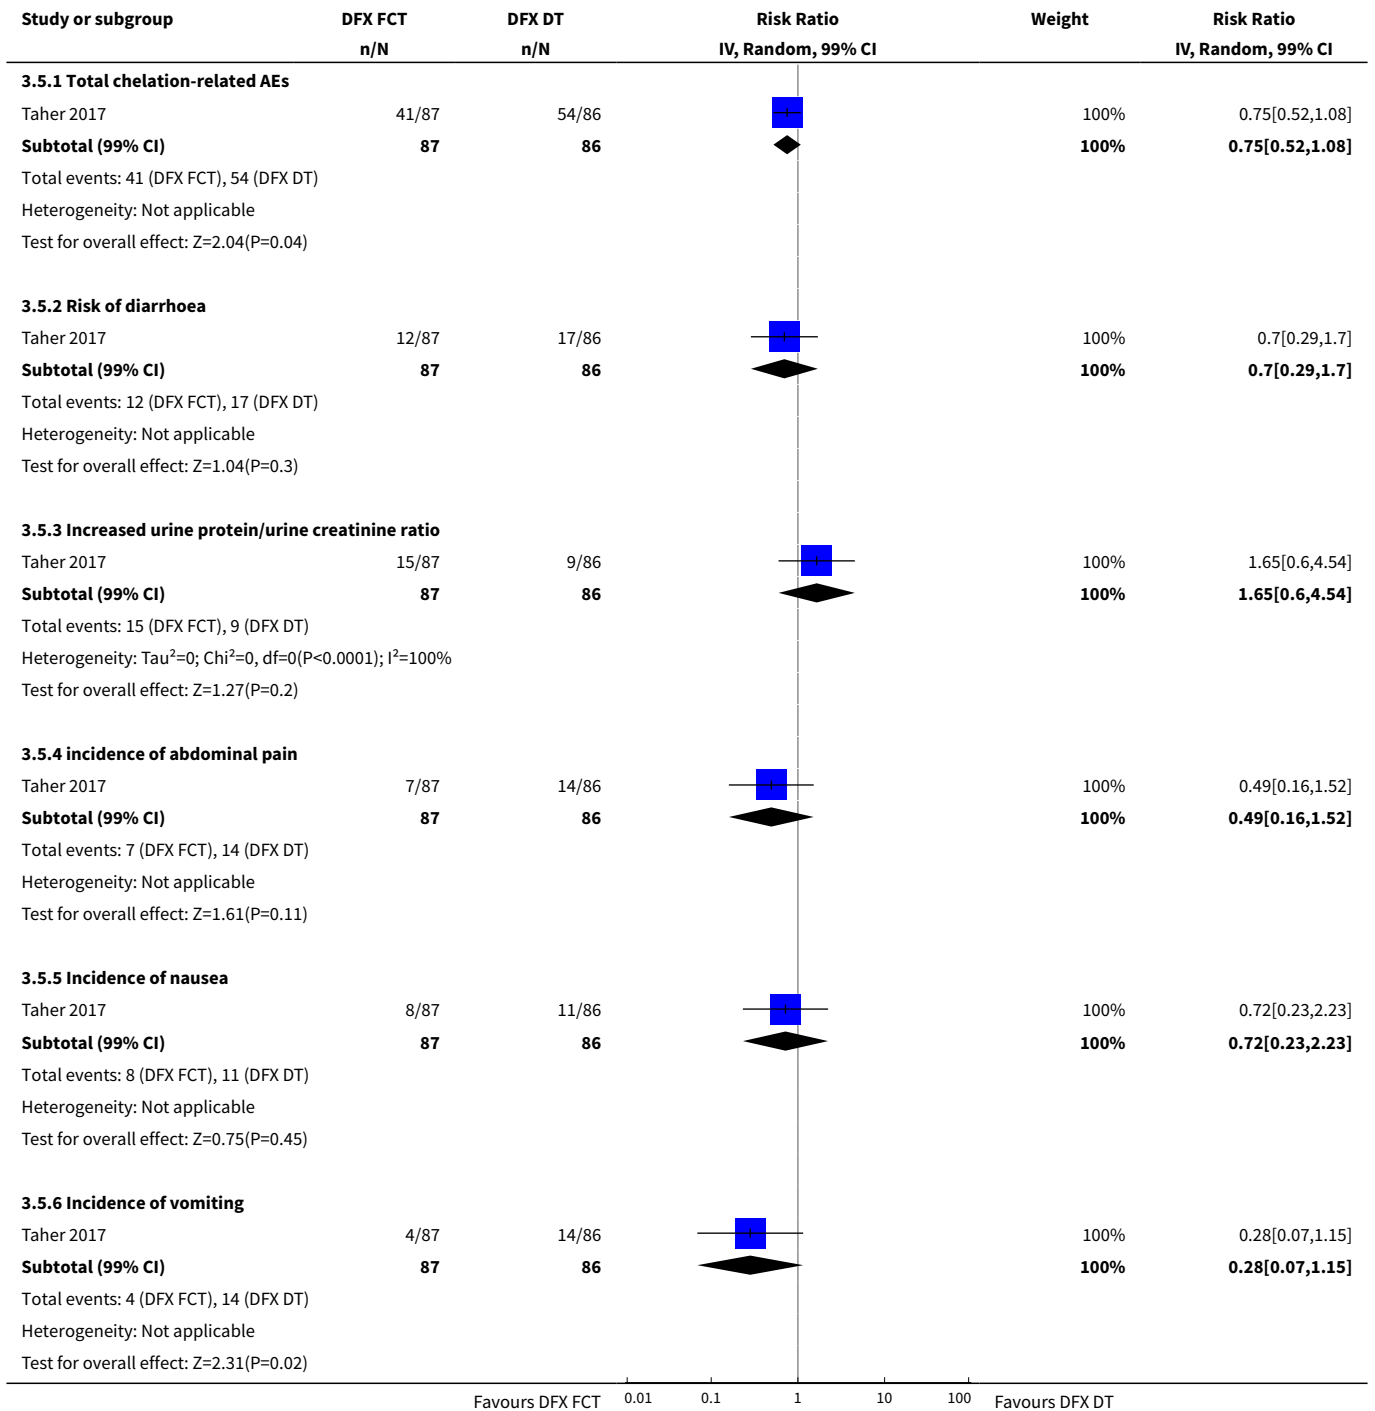 Study or subgroup DFX FCT DFX DT Risk Ratio Weight Risk Ratio
n/N n/N IV, Random, 99% CI IV, Random, 99% CI
3.5.1 Total chelation-related AEs
Taher 2017 41/87 54/86 100% 0.75[0.52,1.08]
Subtotal (99% CI) 87 86 100% 0.75[0.52,1.08]
Total events: 41 (DFX FCT), 54 (DFX DT)
Heterogeneity: Not applicable
Test for overall effect: Z=2.04(P=0.04)
3.5.2 Risk of diarrhoea
Taher 2017 12/87 17/86 100% 0.7[0.29,1.7]
Subtotal (99% CI) 87 86 100% 0.7[0.29,1.7]
Total events: 12 (DFX FCT), 17 (DFX DT)
Heterogeneity: Not applicable
Test for overall effect: Z=1.04(P=0.3)
3.5.3 Increased urine protein/urine creatinine ratio
Taher 2017 15/87 9/86 100% 1.65[0.6,4.54]
Subtotal (99% CI) 87 86 100% 1.65[0.6,4.54]
Total events: 15 (DFX FCT), 9 (DFX DT)
Heterogeneity: Tau²=0; Chi²=0, df=0(P<0.0001); I²=100%
Test for overall effect: Z=1.27(P=0.2)
3.5.4 incidence of abdominal pain
Taher 2017 7/87 14/86 100% 0.49[0.16,1.52]
Subtotal (99% CI) 87 86 100% 0.49[0.16,1.52]
Total events: 7 (DFX FCT), 14 (DFX DT)
Heterogeneity: Not applicable
Test for overall effect: Z=1.61(P=0.11)
3.5.5 Incidence of nausea
Taher 2017 8/87 11/86 100% 0.72[0.23,2.23]
Subtotal (99% CI) 87 86 100% 0.72[0.23,2.23]
Total events: 8 (DFX FCT), 11 (DFX DT)
Heterogeneity: Not applicable
Test for overall effect: Z=0.75(P=0.45)
3.5.6 Incidence of vomiting
Taher 2017 4/87 14/86 100% 0.28[0.07,1.15]
Subtotal (99% CI) 87 86 100% 0.28[0.07,1.15]
Total events: 4 (DFX FCT), 14 (DFX DT)
Heterogeneity: Not applicable
Test for overall effect: Z=2.31(P=0.02)
Favours DFX FCT 0.01 0.1 1 10 100 Favours DFX DT